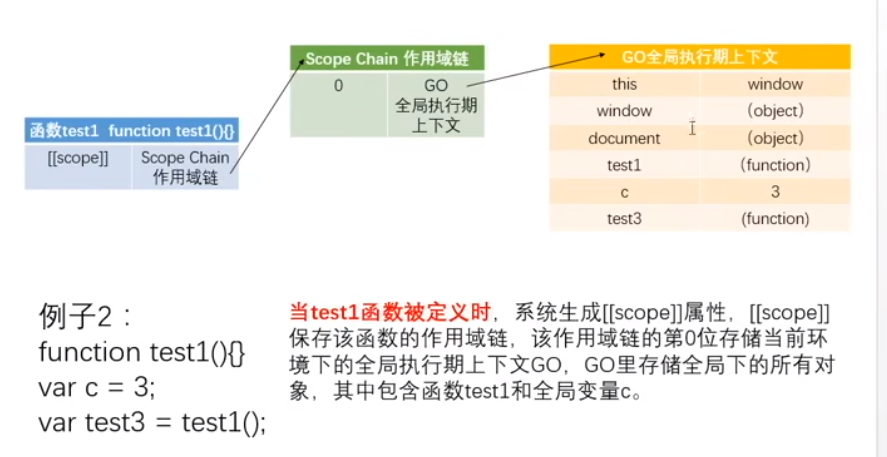 函数test1 function test1(){}
[[scope]] Scope Chain
作用域链
Scope Chain 作用域链
0 GO
全局执行期
上下文
GO全局执行期上下文
this window
window (object)
document (object)
test1 (function)
c 3
test3 (function)
例子2：
function test1(){}
var c = 3;
var test3 = test1();
当test1函数被定义时，系统生成[[scope]]属性，[[scope]]
保存该函数的作用域链，该作用域链的第0位存储当前环
境下的全局执行期上下文GO，GO里存储全局下的所有对
象，其中包含函数test1和全局变量c。